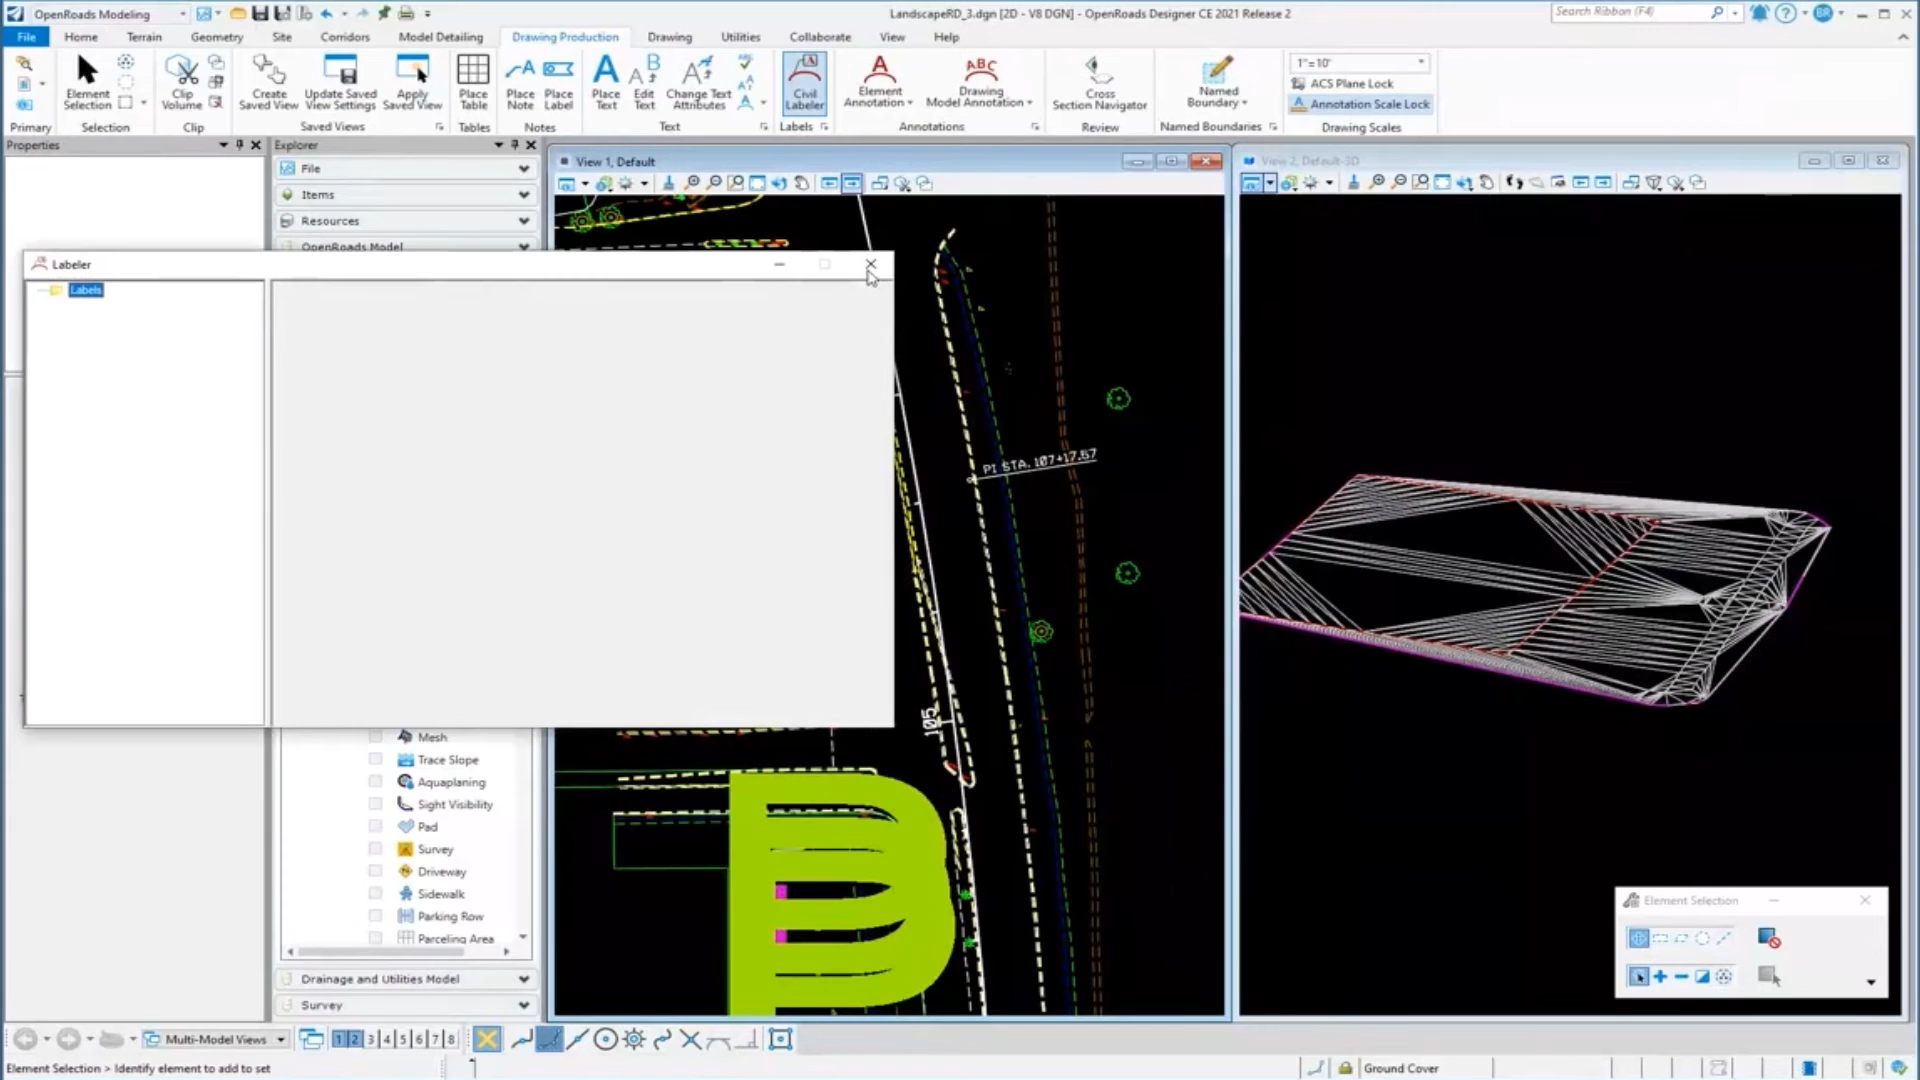 OpenRoads Modeling
LandscapeRD_3.dgn [2D - V8 DGN] - OpenRoads Designer CE 2021 Release 2
Search Ribbon (F4)
BR
File Home Terrain Geometry Site Corridors Model Detailing Drawing Production Drawing Utilities Collaborate View Help
Element Selection
Clip Volume
Create Saved View
Update Saved View Settings
Apply Saved View
Place Table
Place Note
Place Label
Place Text
Edit Text
Change Text Attributes
Civil Labeler
Element Annotation
Drawing Model Annotation
Cross Section Navigator
Named Boundary
1"=10'
ACS Plane Lock
Annotation Scale Lock
Primary Selection Clip Saved Views Tables Notes Text Labels Annotations Review Named Boundaries Drawing Scales
Properties
Explorer
File
Items
Resources
OpenRoads Model
Labeler
Labels
View 1, Default
View 2, Default-3D
PI STA. 107+17.57
105
Mesh
Trace Slope
Aquaplaning
Sight Visibility
Pad
Survey
Driveway
Sidewalk
Parking Row
Parceling Area
Drainage and Utilities Model
Survey
Element Selection
Multi-Model Views
1 2 3 4 5 6 7 8
Element Selection > Identify element to add to set
Ground Cover